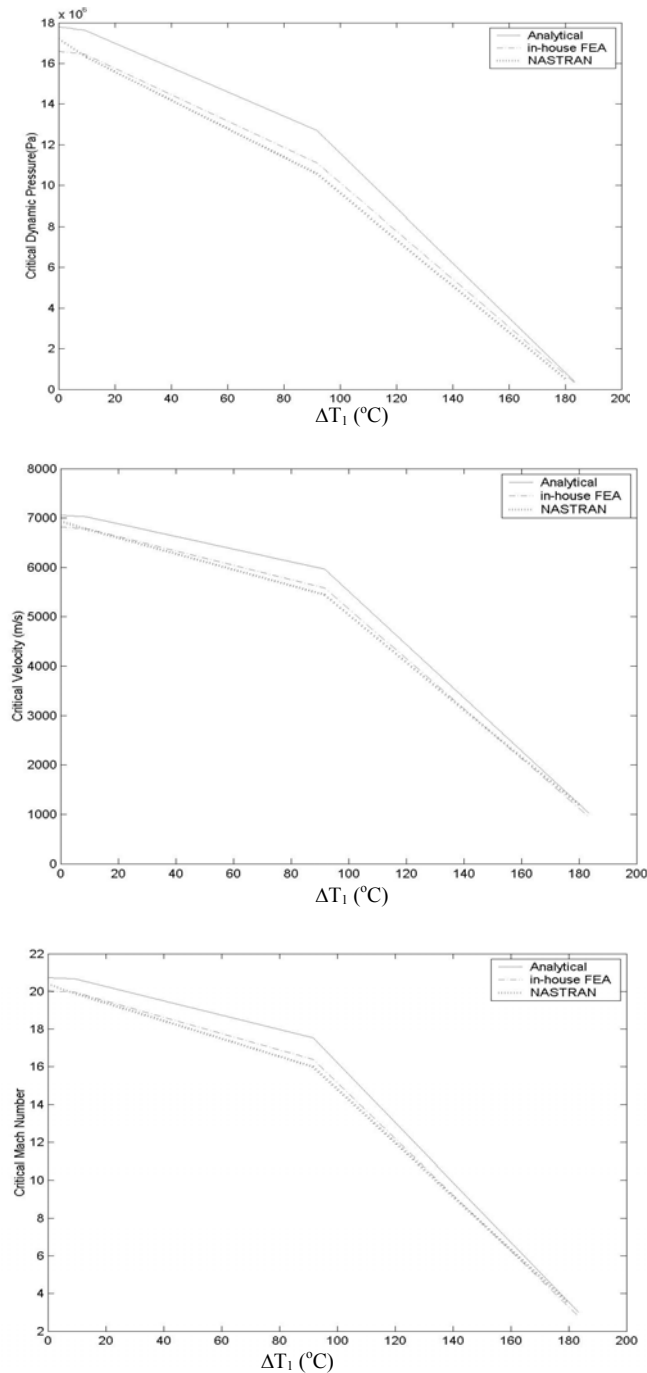 x 10⁶
18
16
14
12
10
8
6
4
2
0
Critical Dynamic Pressure(Pa)
Analytical
in-house FEA
NASTRAN
0 20 40 60 80 100 120 140 160 180 200
ΔT₁ (°C)
8000
7000
6000
5000
4000
3000
2000
1000
0
Critical Velocity (m/s)
Analytical
in-house FEA
NASTRAN
0 20 40 60 80 100 120 140 160 180 200
ΔT₁ (°C)
22
20
18
16
14
12
10
8
6
4
2
Critical Mach Number
Analytical
in-house FEA
NASTRAN
0 20 40 60 80 100 120 140 160 180 200
ΔT₁ (°C)